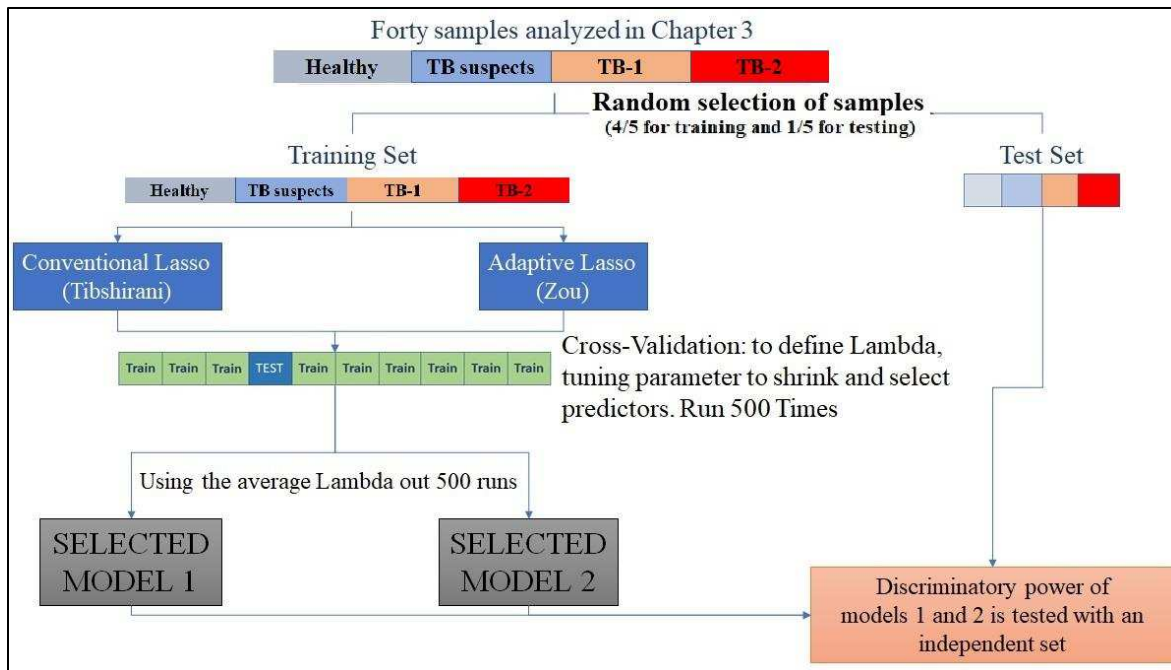 Forty samples analyzed in Chapter 3
Healthy TB suspects TB-1 TB-2
Random selection of samples
(4/5 for training and 1/5 for testing)
Training Set
Test Set
Healthy TB suspects TB-1 TB-2
Conventional Lasso
(Tibshirani)
Adaptive Lasso
(Zou)
Train Train Train TEST Train Train Train Train Train Train
Cross-Validation: to define Lambda,
tuning parameter to shrink and select
predictors. Run 500 Times
Using the average Lambda out 500 runs
SELECTED
MODEL 1
SELECTED
MODEL 2
Discriminatory power of
models 1 and 2 is tested with an
independent set